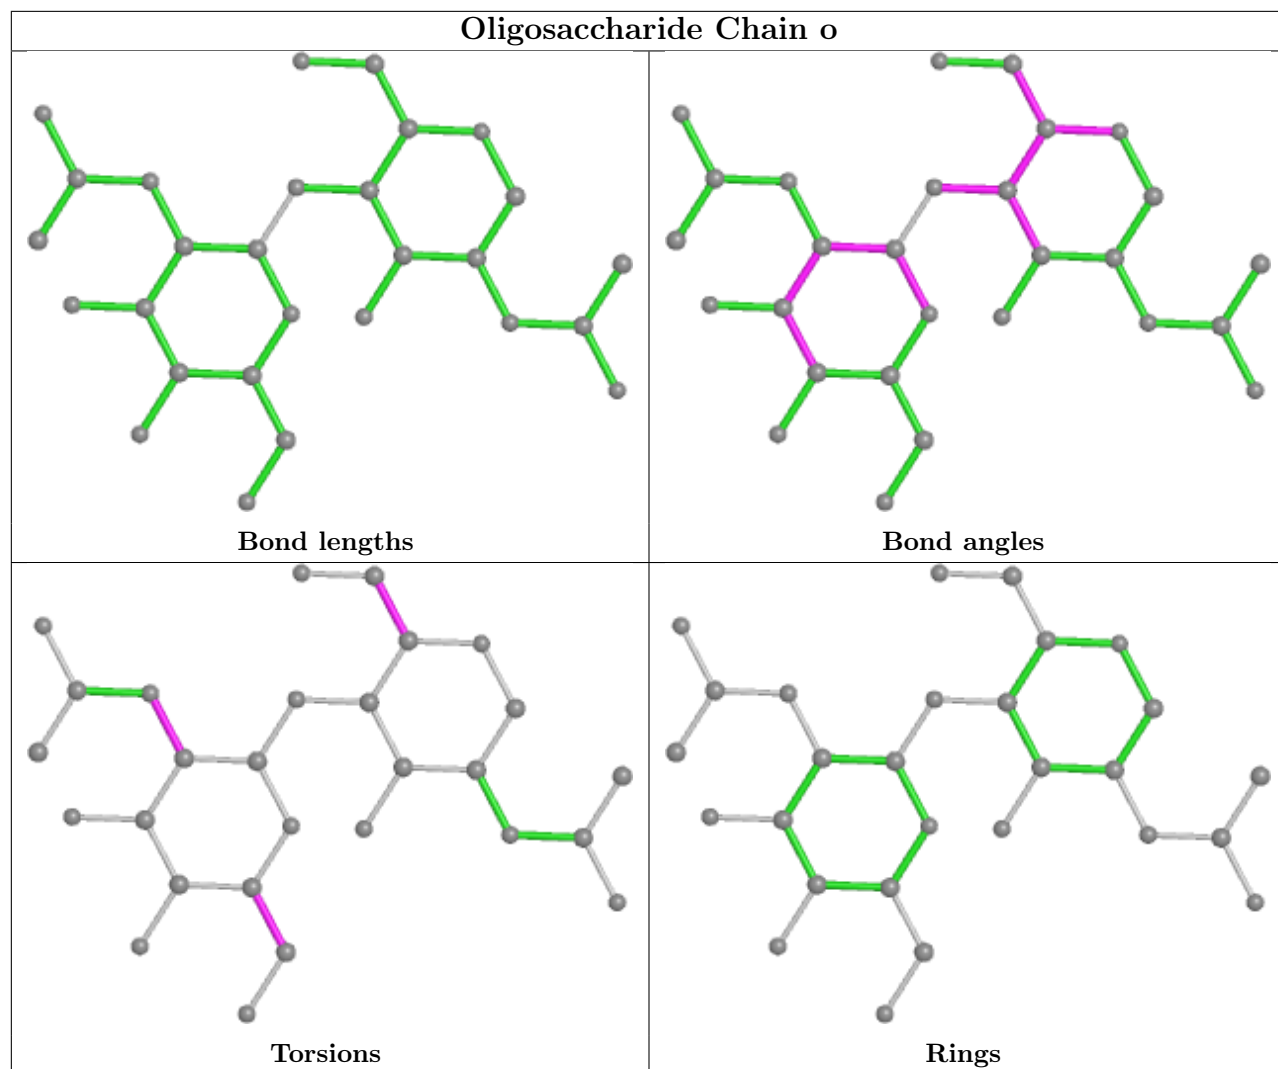 Oligosaccharide Chain o
Bond lengths
Bond angles
Torsions
Rings